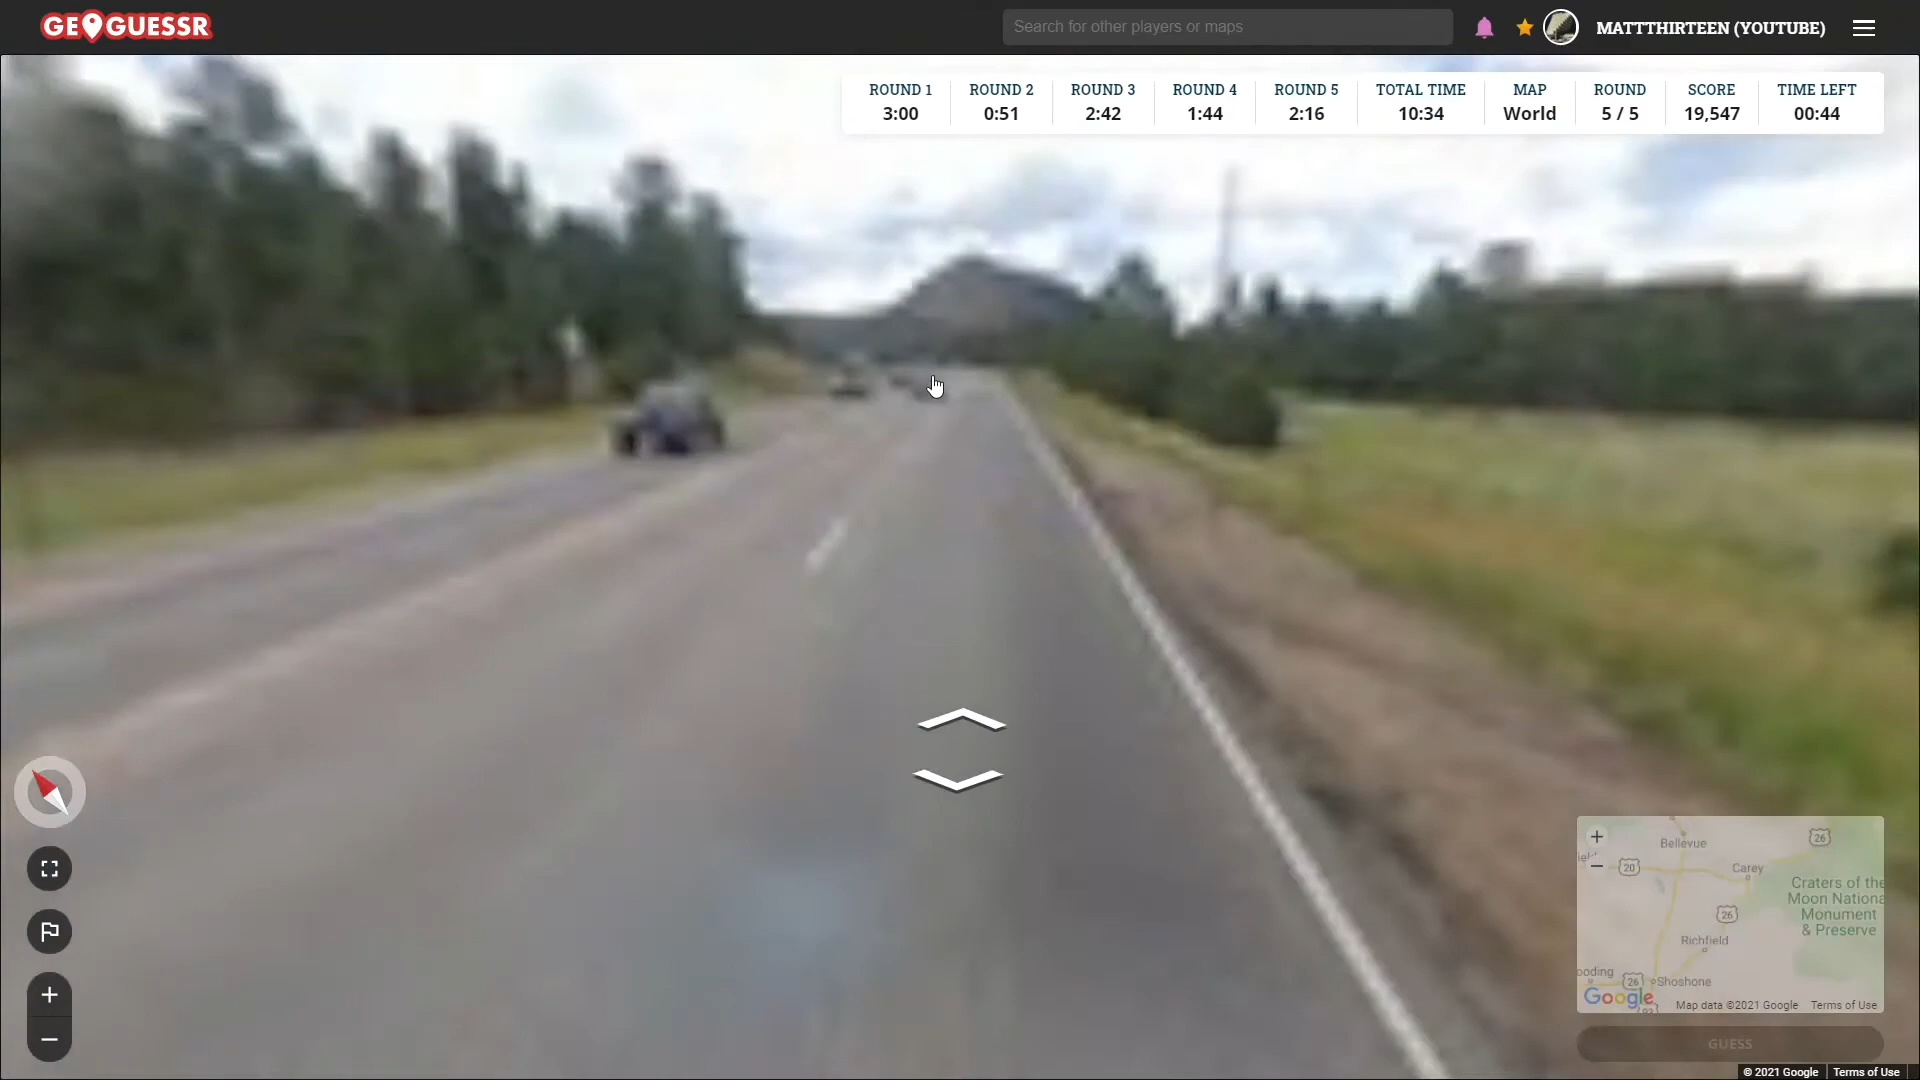 GEOGUESSR
Search for other players or maps
MATTTHIRTEEN (YOUTUBE)
ROUND 1 ROUND 2 ROUND 3 ROUND 4 ROUND 5 TOTAL TIME MAP ROUND SCORE TIME LEFT
3:00 0:51 2:42 1:44 2:16 10:34 World 5 / 5 19,547 00:44
Bellevue
26
20
Carey
Craters of the
Moon Nationa
Monument
& Preserve
26
Richfield
ooding
26
Shoshone
Google
Map data ©2021 Google
Terms of Use
GUESS
© 2021 Google
Terms of Use